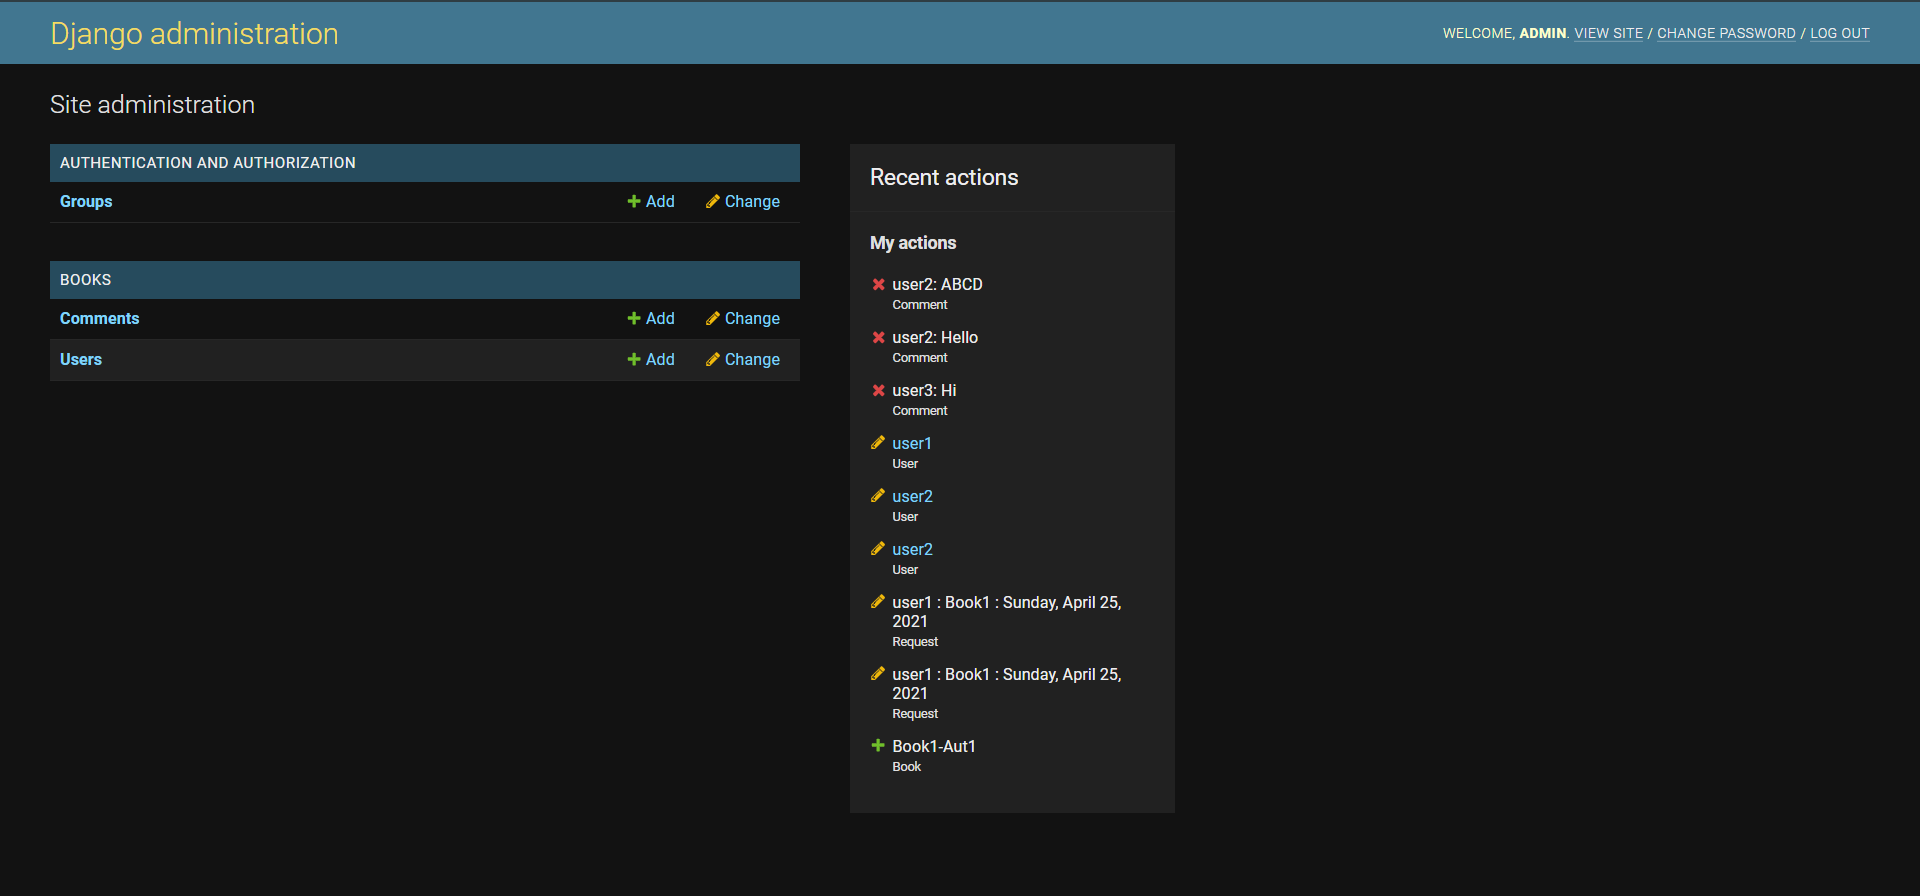 Django administration
WELCOME, ADMIN. VIEW SITE / CHANGE PASSWORD / LOG OUT
Site administration
AUTHENTICATION AND AUTHORIZATION
Groups Add Change
BOOKS
Comments Add Change
Users Add Change
Recent actions
My actions
user2: ABCD
Comment
user2: Hello
Comment
user3: Hi
Comment
user1
User
user2
User
user2
User
user1 : Book1 : Sunday, April 25,
2021
Request
user1 : Book1 : Sunday, April 25,
2021
Request
Book1-Aut1
Book